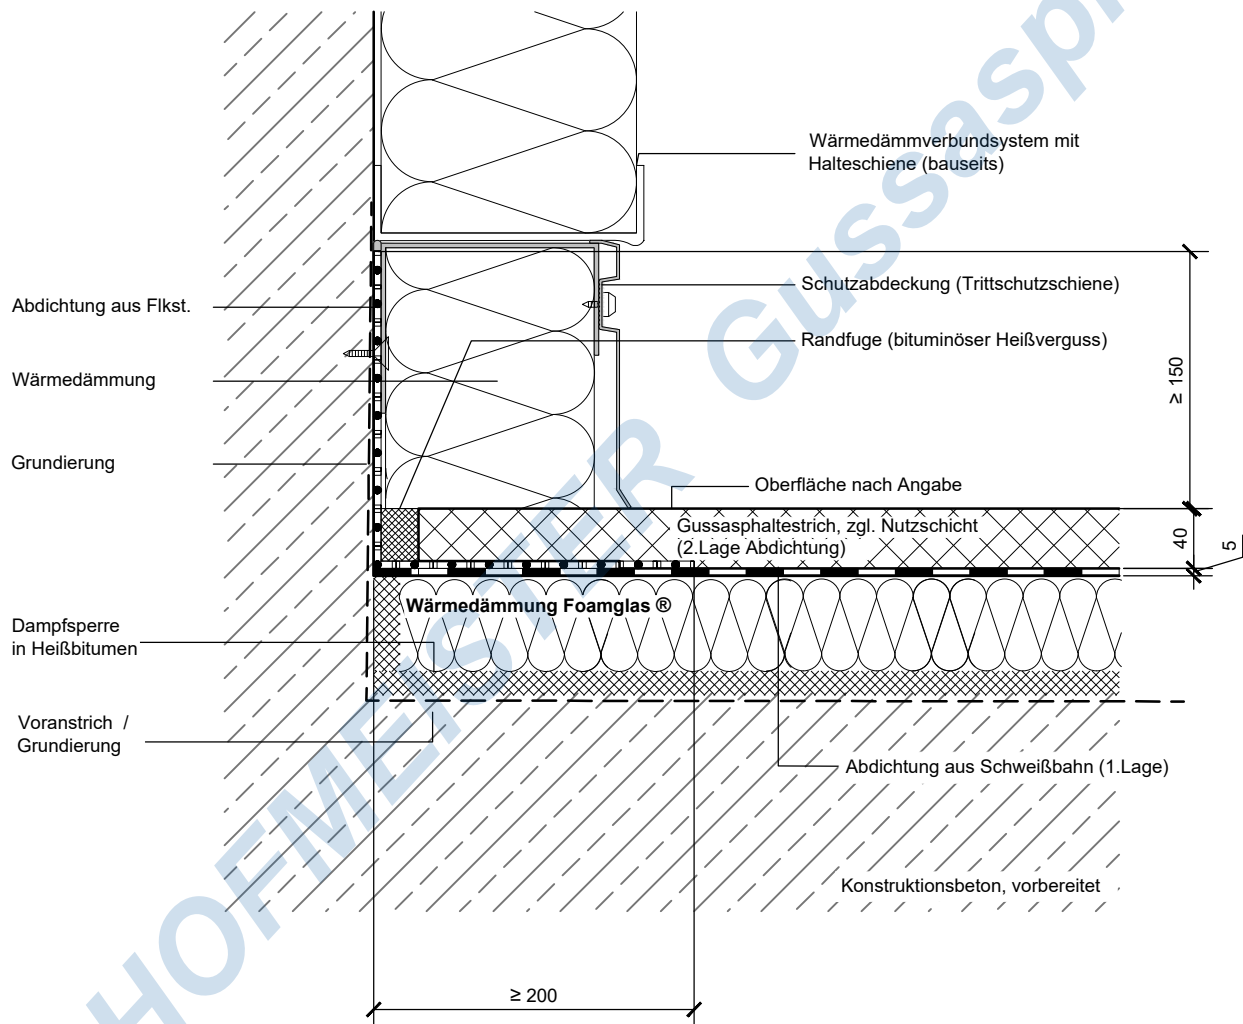 Wärmedämmverbundsystem mit
Halteschiene (bauseits)
Schutzabdeckung (Trittschutzschiene)
Abdichtung aus Flkst.
Randfuge (bituminöser Heißverguss)
Wärmedämmung
≥ 150
Grundierung
Oberfläche nach Angabe
Gussasphaltestrich, zgl. Nutzschicht
(2.Lage Abdichtung)
40
5
Wärmedämmung Foamglas ®
Dampfsperre
in Heißbitumen
Voranstrich /
Grundierung
Abdichtung aus Schweißbahn (1.Lage)
Konstruktionsbeton, vorbereitet
≥ 200
HOFMEISTER Gussasp